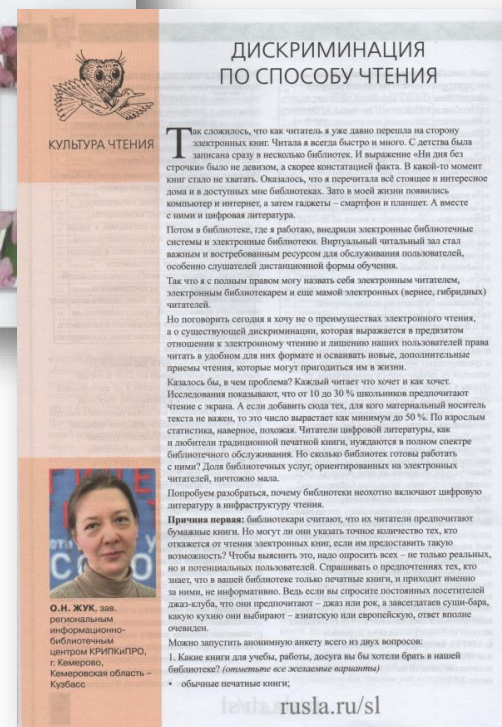 КУЛЬТУРА ЧТЕНИЯ
ДИСКРИМИНАЦИЯ
ПО СПОСОБУ ЧТЕНИЯ
Так сложилось, что как читатель я уже давно перешла на сторону
электронных книг. Читала я всегда быстро и много. С детства была
записана сразу в несколько библиотек. И выражение «Ни дня без
строчки» было не девизом, а скорее констатацией факта. В какой-то момент
книг стало не хватать. Оказалось, что я перечитала всё стоящее и интересное
дома и в доступных мне библиотеках. Зато в моей жизни появились
компьютер и интернет, а затем гаджеты – смартфон и планшет. А вместе
с ними и цифровая литература.
Потом в библиотеке, где я работаю, внедрили электронные библиотечные
системы и электронные библиотеки. Виртуальный читальный зал стал
важным и востребованным ресурсом для обслуживания пользователей,
особенно слушателей дистанционной формы обучения.
Так что я с полным правом могу назвать себя электронным читателем,
электронным библиотекарем и еще мамой электронных (вернее, гибридных)
читателей.
Но поговорить сегодня я хочу не о преимуществах электронного чтения,
а о существующей дискриминации, которая выражается в предвзятом
отношении к электронному чтению и лишению наших пользователей права
читать в удобном для них формате и осваивать новые, дополнительные
приемы чтения, которые могут пригодиться им в жизни.
Казалось бы, в чем проблема? Каждый читает что хочет и как хочет.
Исследования показывают, что от 10 до 30 % школьников предпочитают
чтение с экрана. А если добавить сюда тех, для кого материальный носитель
текста не важен, то это число вырастает как минимум до 50 %. По взрослым
статистика, наверное, похожая. Читатели цифровой литературы, как
и любители традиционной печатной книги, нуждаются в полном спектре
библиотечного обслуживания. Но сколько библиотек готовы работать
с ними? Доля библиотечных услуг, ориентированных на электронных
читателей, ничтожно мала.
Попробуем разобраться, почему библиотеки неохотно включают цифровую
литературу в инфраструктуру чтения.
Причина первая: библиотекари считают, что их читатели предпочитают
бумажные книги. Но могут ли они указать точное количество тех, кто
откажется от чтения электронных книг, если им предоставить такую
возможность? Чтобы выяснить это, надо опросить всех – не только реальных,
но и потенциальных пользователей. Спрашивать о предпочтениях тех, кто
знает, что в вашей библиотеке только печатные книги, и приходит именно
за ними, не информативно. Ведь если вы спросите постоянных посетителей
джаз-клуба, что они предпочитают – джаз или рок, а завсегдатаев суши-бара,
какую кухню они выбирают – азиатскую или европейскую, ответ вполне
очевиден.
Можно запустить анонимную анкету всего из двух вопросов:
1. Какие книги для учебы, работы, досуга вы бы хотели брать в нашей
библиотеке? (отметьте все желаемые варианты)
• обычные печатные книги;
О.Н. ЖУК, зав.
региональным
информационно-
библиотечным
центром КРИПКиПРО,
г. Кемерово,
Кемеровская область –
Кузбасс
rusla.ru/sl